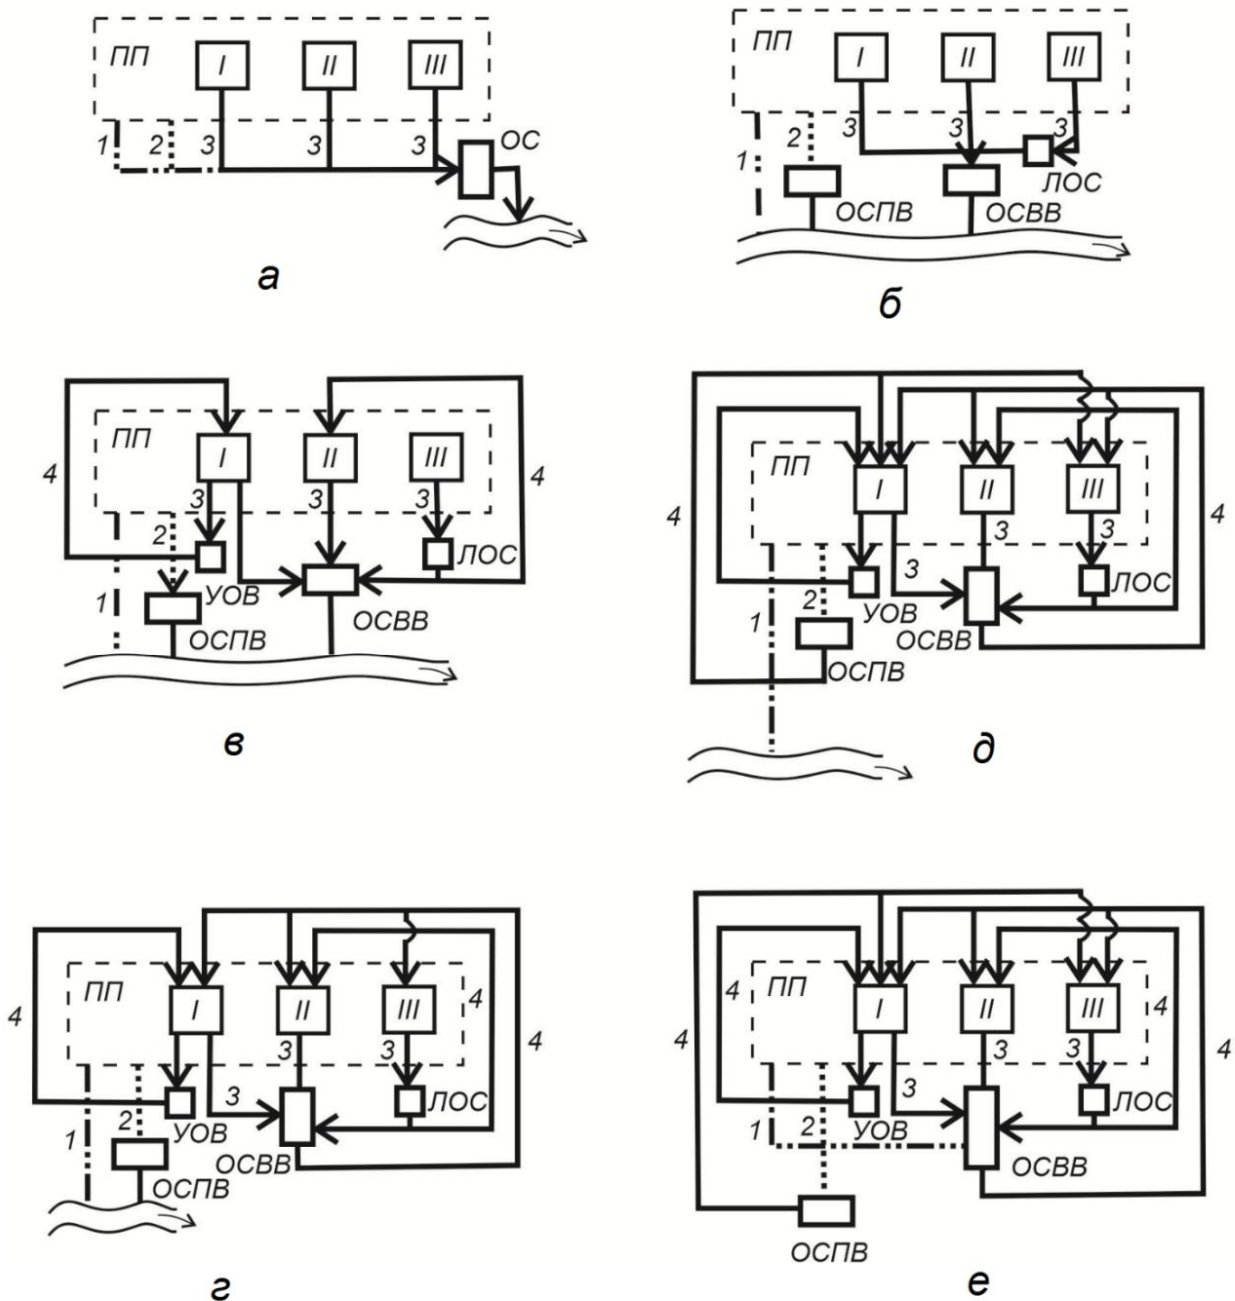 ПП I II III
1 2 3 3 3 ОС
а
ПП I II III
1 2 3 3 3
ЛОС
ОСПВ ОСВВ
б
ПП I II III
4 3 3 3 4
2
ЛОС
1 УОВ
ОСВВ
ОСПВ
в
ПП I II III
4 3 3 4
3
ЛОС
2 УОВ
1 ОСВВ
ОСПВ
д
ПП I II III 4
4 3 3 4
3 ЛОС
2 УОВ
1 ОСВВ
ОСПВ
г
4 ПП I II III 4
4 3 3 4
3 ЛОС
1 2 УОВ
ОСВВ
ОСПВ
е